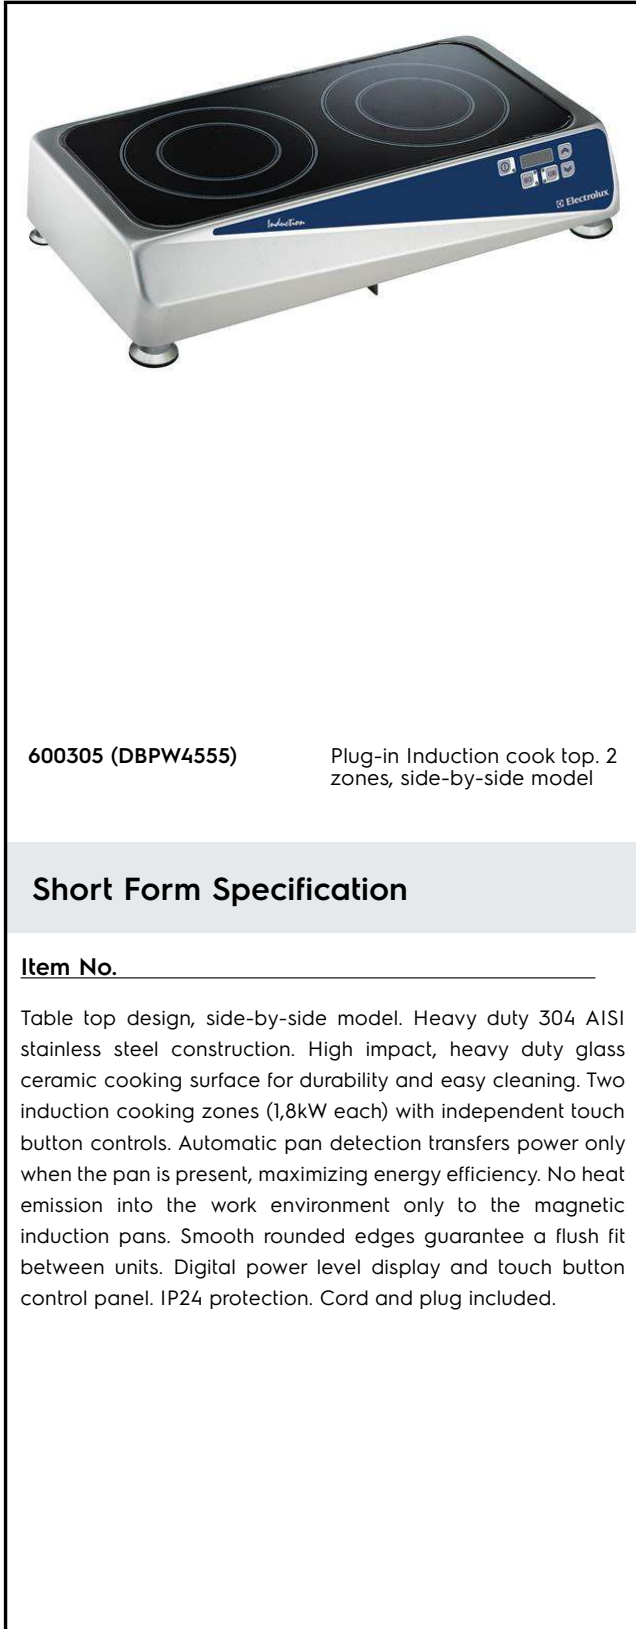 Induction
Electrolux
600305 (DBPW4555)
Plug-in Induction cook top. 2
zones, side-by-side model
Short Form Specification
Item No.
Table top design, side-by-side model. Heavy duty 304 AISI
stainless steel construction. High impact, heavy duty glass
ceramic cooking surface for durability and easy cleaning. Two
induction cooking zones (1,8kW each) with independent touch
button controls. Automatic pan detection transfers power only
when the pan is present, maximizing energy efficiency. No heat
emission into the work environment only to the magnetic
induction pans. Smooth rounded edges guarantee a flush fit
between units. Digital power level display and touch button
control panel. IP24 protection. Cord and plug included.